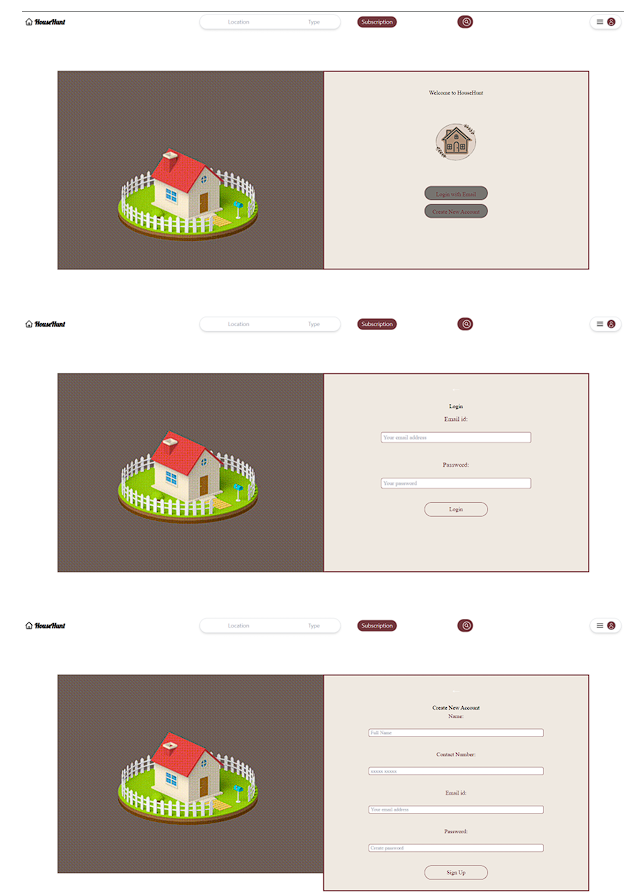 HouseHunt
Location Type
Subscription
Welcome to HouseHunt
Login with Email
Create New Account
HouseHunt
Location Type
Subscription
Login
Email id:
Your email address
Password:
Your password
Login
HouseHunt
Location Type
Subscription
Create New Account
Name:
Full Name
Contact Number:
xxxxx xxxxx
Email id:
Your email address
Password:
Create password
Sign Up